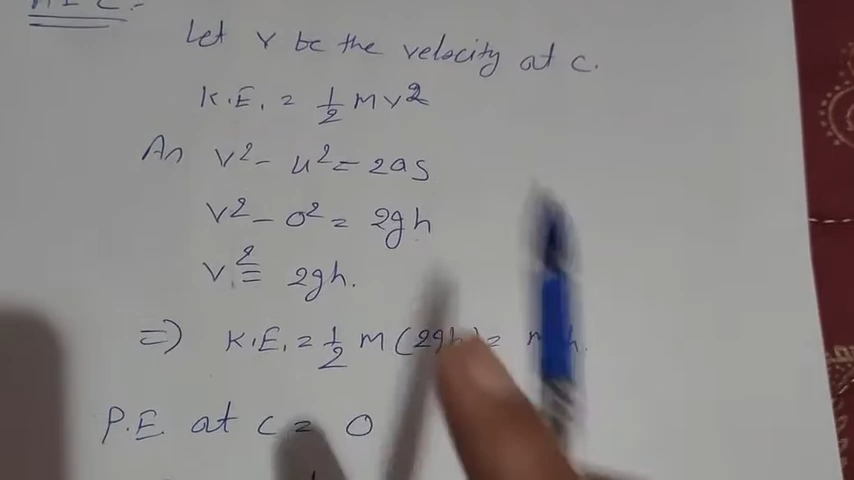 Let v be the velocity at c.
K.E. = 1/2 mv²
As v² - u² = 2as
v² - 0² = 2gh
v² = 2gh.
=) K.E. = 1/2 m (2gh) =
P.E. at c = 0